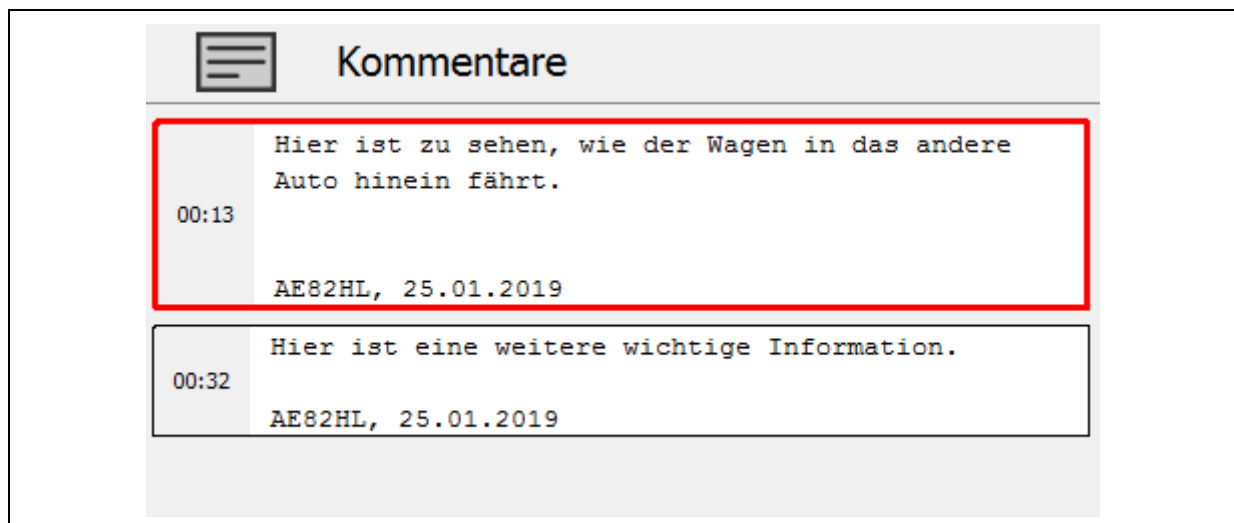 Kommentare
Hier ist zu sehen, wie der Wagen in das andere
Auto hinein fährt.
00:13
AE82HL, 25.01.2019
Hier ist eine weitere wichtige Information.
00:32
AE82HL, 25.01.2019